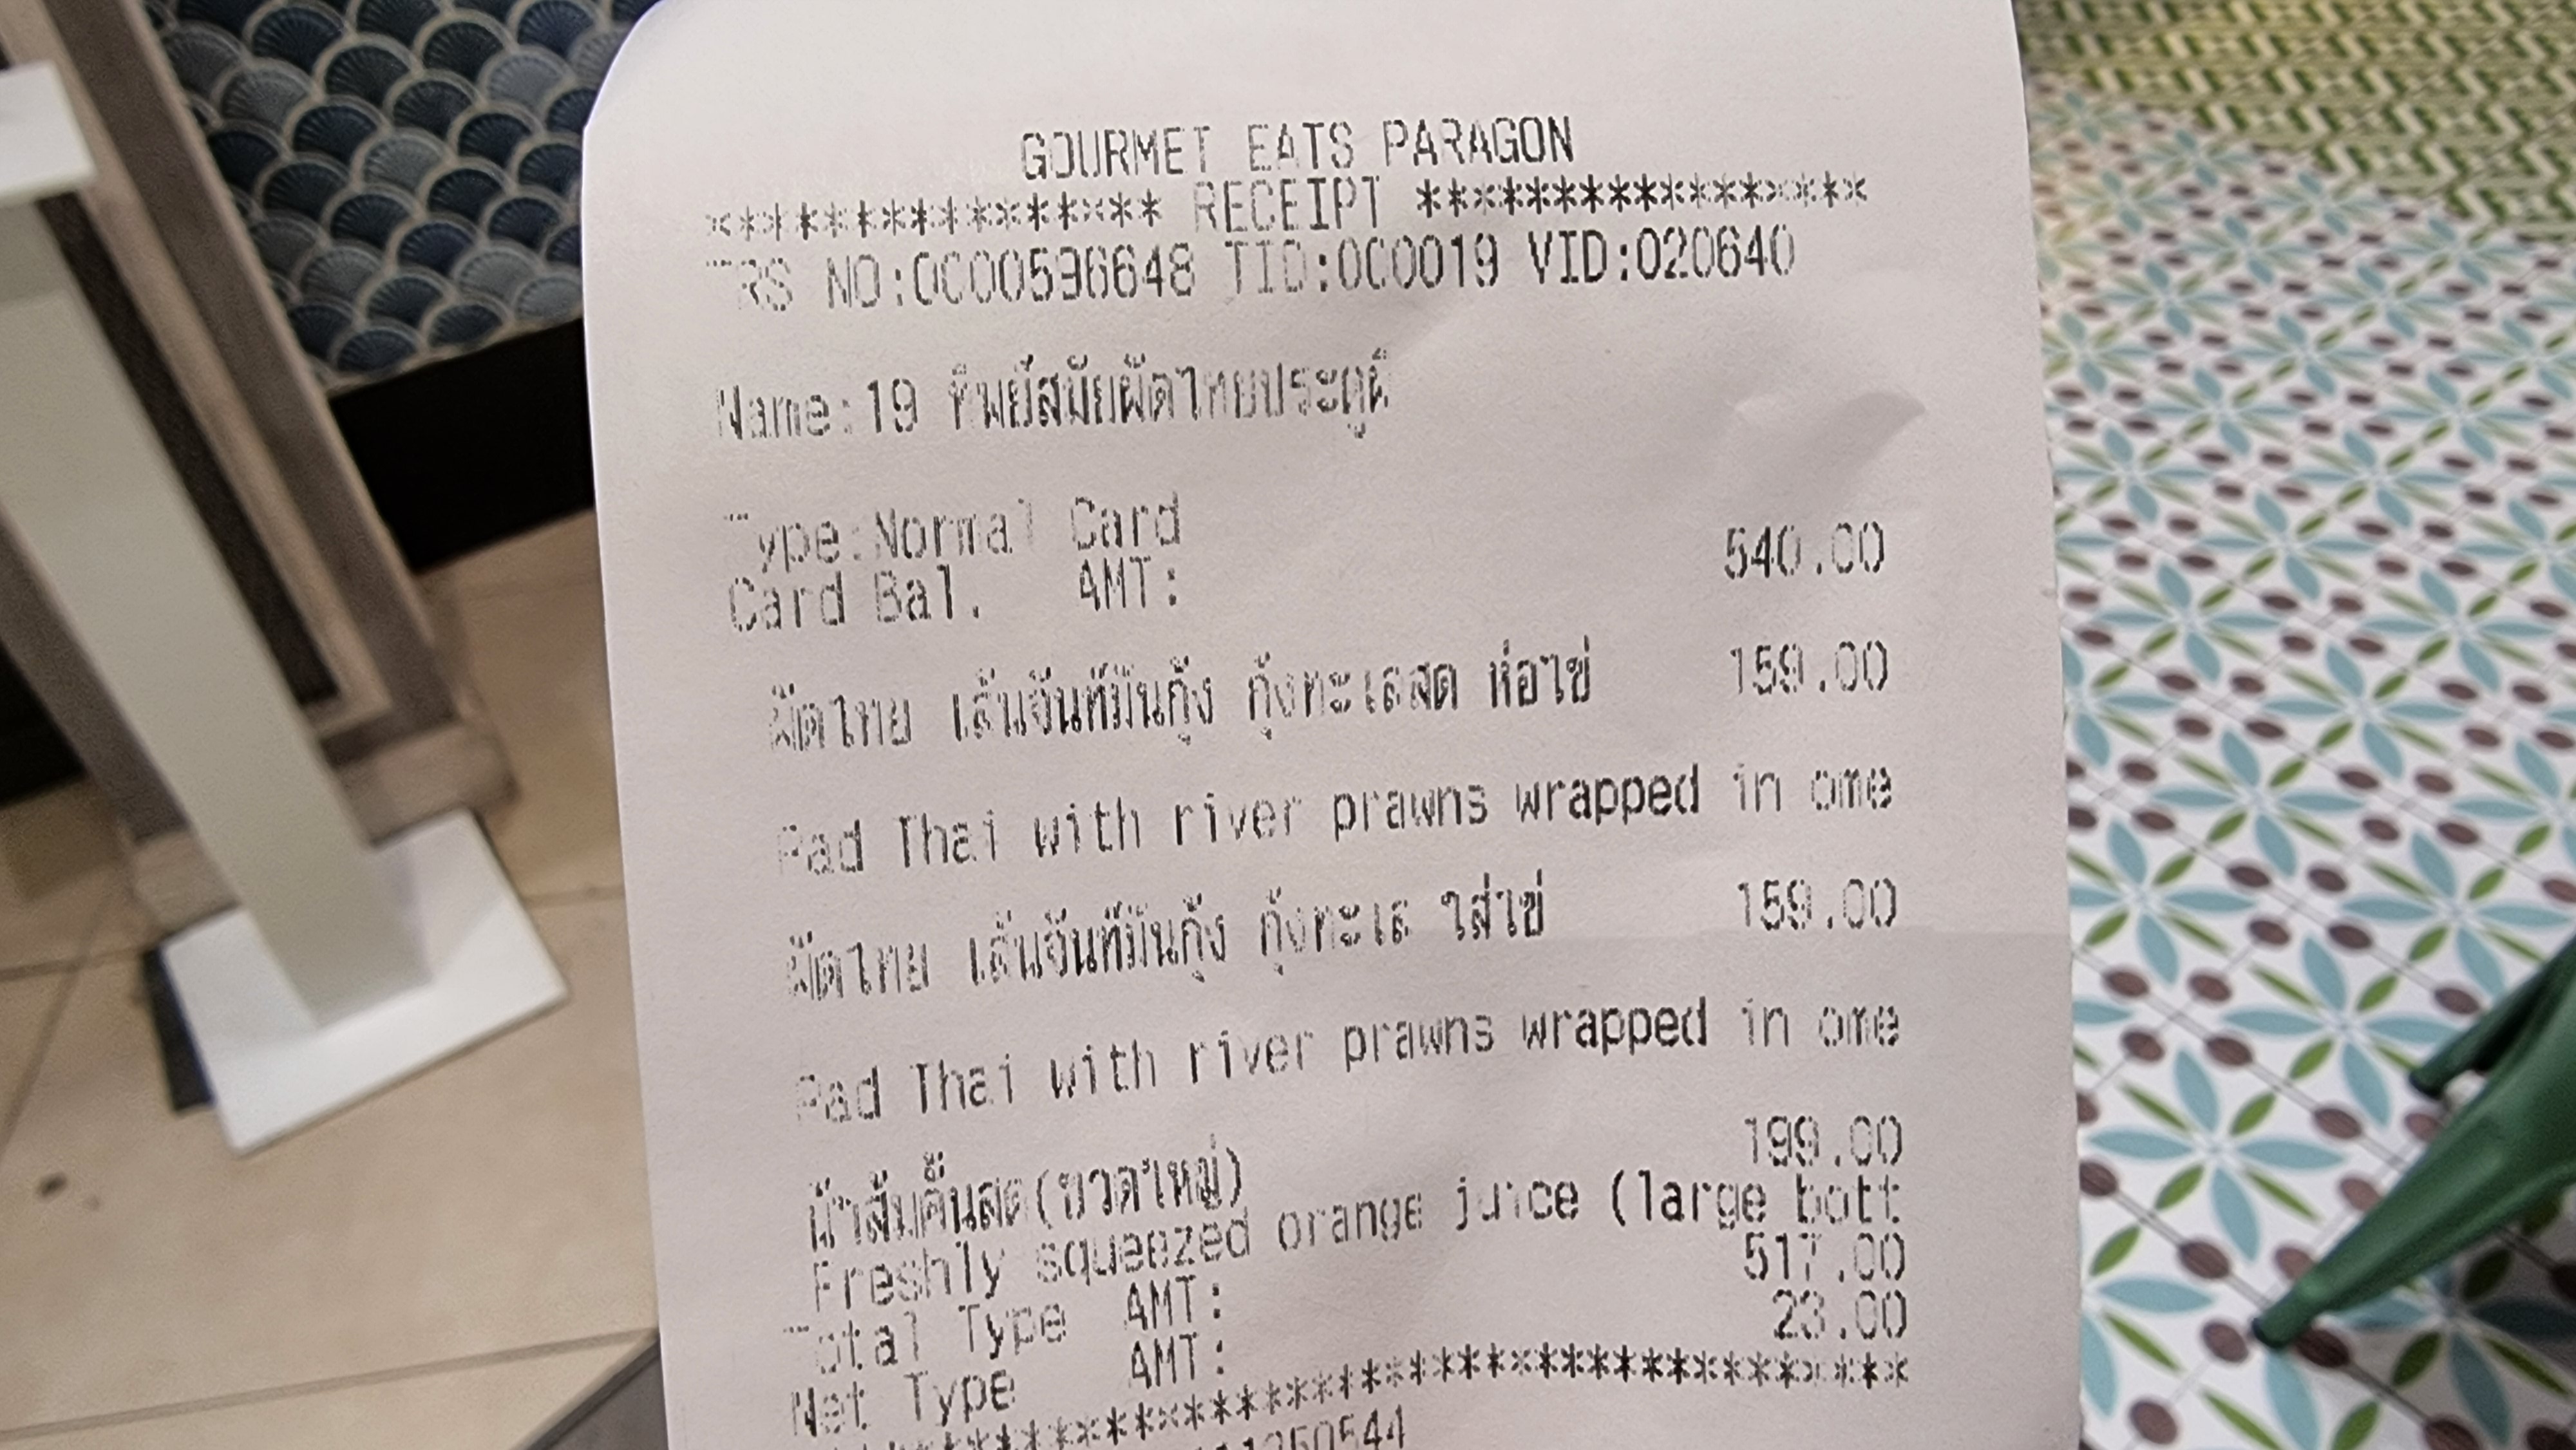 GOURMET EATS PARAGON
**************** RECEIPT ****************
TRS NO:0000596648 TID:000019 VID:020640
Name:19 ทิพย์สมัยผัดไทยประตูผี
Type:Normal Card
Card Bal. AMT: 540.00
ผัดไทย เส้นจันท์มันกุ้ง กุ้งทะเลสด ห่อไข่ 159.00
Pad Thai with river prawns wrapped in ome
ผัดไทย เส้นจันท์มันกุ้ง กุ้งทะเล ใส่ไข่ 159.00
Pad Thai with river prawns wrapped in ome
น้ำส้มคั้นสด(ขวดใหญ่) 199.00
Freshly squeezed orange juice (large bott
Total Type AMT: 517.00
Net Type AMT: 23.00